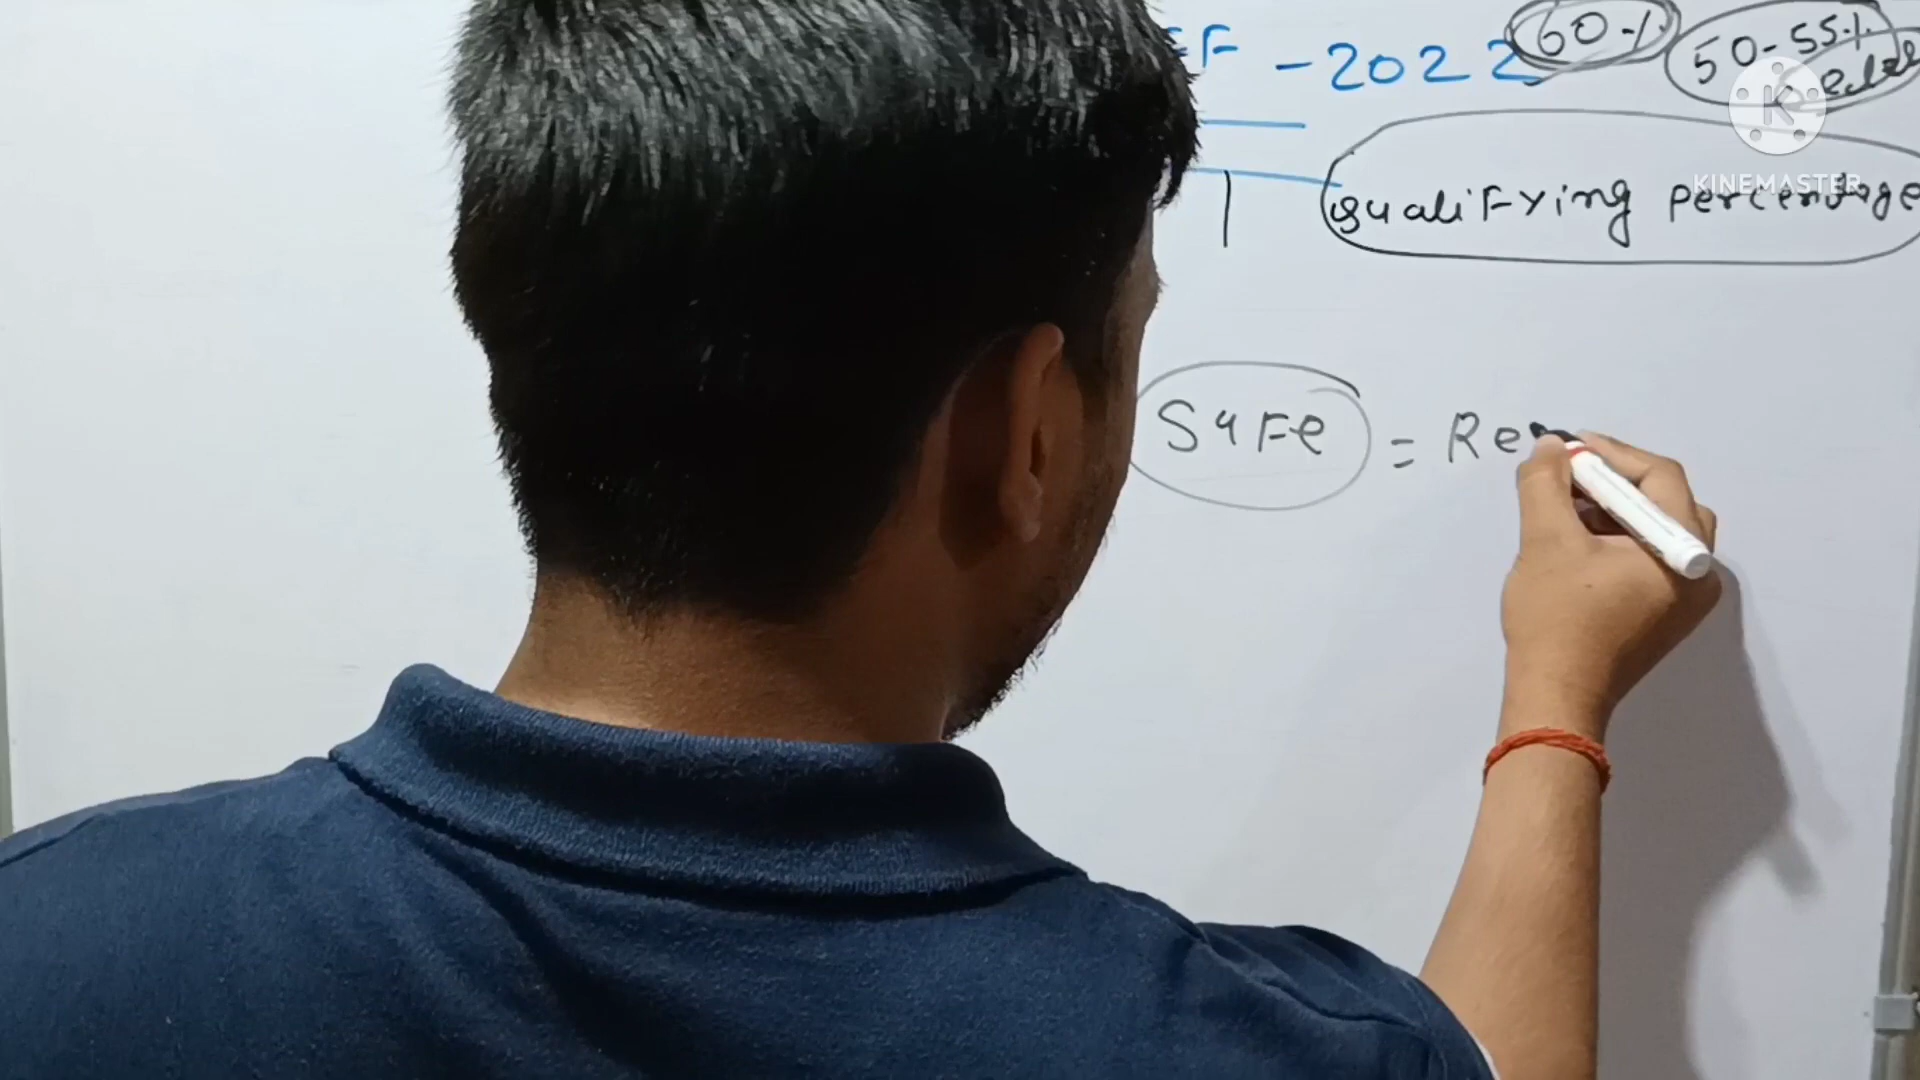 60% 50-55%
-2022
K
KINEMASTER
qualifying percentage
Safe = Re